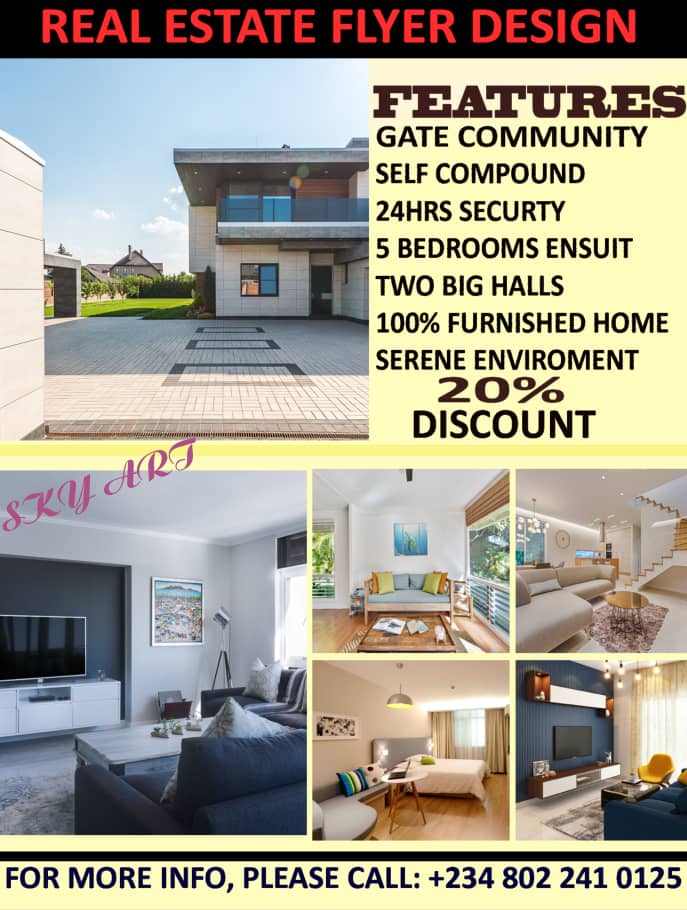 REAL ESTATE FLYER DESIGN
FEATURES
GATE COMMUNITY
SELF COMPOUND
24HRS SECURTY
5 BEDROOMS ENSUIT
TWO BIG HALLS
100% FURNISHED HOME
SERENE ENVIROMENT
20%
DISCOUNT
SKY ART
FOR MORE INFO, PLEASE CALL: +234 802 241 0125